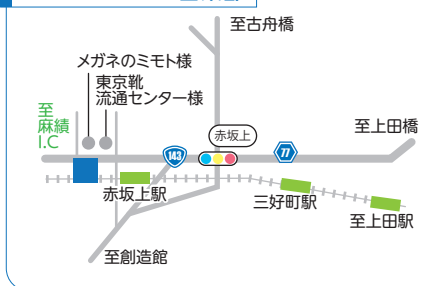 至古舟橋
メガネのミモト様
東京靴
流通センター様
至
麻績
I.C
赤坂上
至上田橋
143
77
赤坂上駅
三好町駅
至上田駅
至創造館